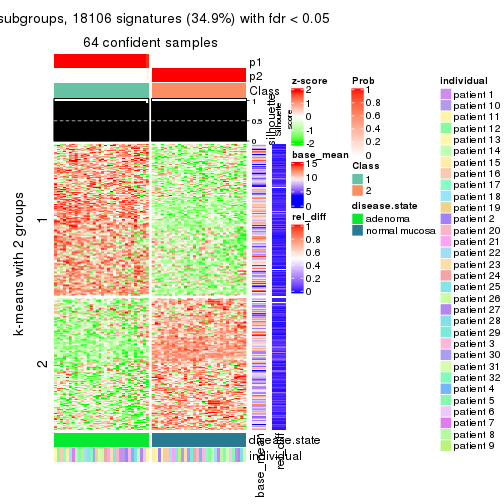 subgroups, 18106 signatures (34.9%) with fdr < 0.05
64 confident samples
p1
p2
Class
silhouette
1
0.5
0
Silhouette
score
k-means with 2 groups
1
2
disease.state
individual
base_mean
rel_diff
z-score
2
1
0
-1
-2
base_mean
15
10
5
0
rel_diff
1
0.8
0.6
0.4
0.2
0
Prob
1
0.8
0.6
0.4
0.2
0
Class
1
2
disease.state
adenoma
normal mucosa
individual
patient 1
patient 10
patient 11
patient 12
patient 13
patient 14
patient 15
patient 16
patient 17
patient 18
patient 19
patient 2
patient 20
patient 21
patient 22
patient 23
patient 24
patient 25
patient 26
patient 27
patient 28
patient 29
patient 3
patient 30
patient 31
patient 32
patient 4
patient 5
patient 6
patient 7
patient 8
patient 9